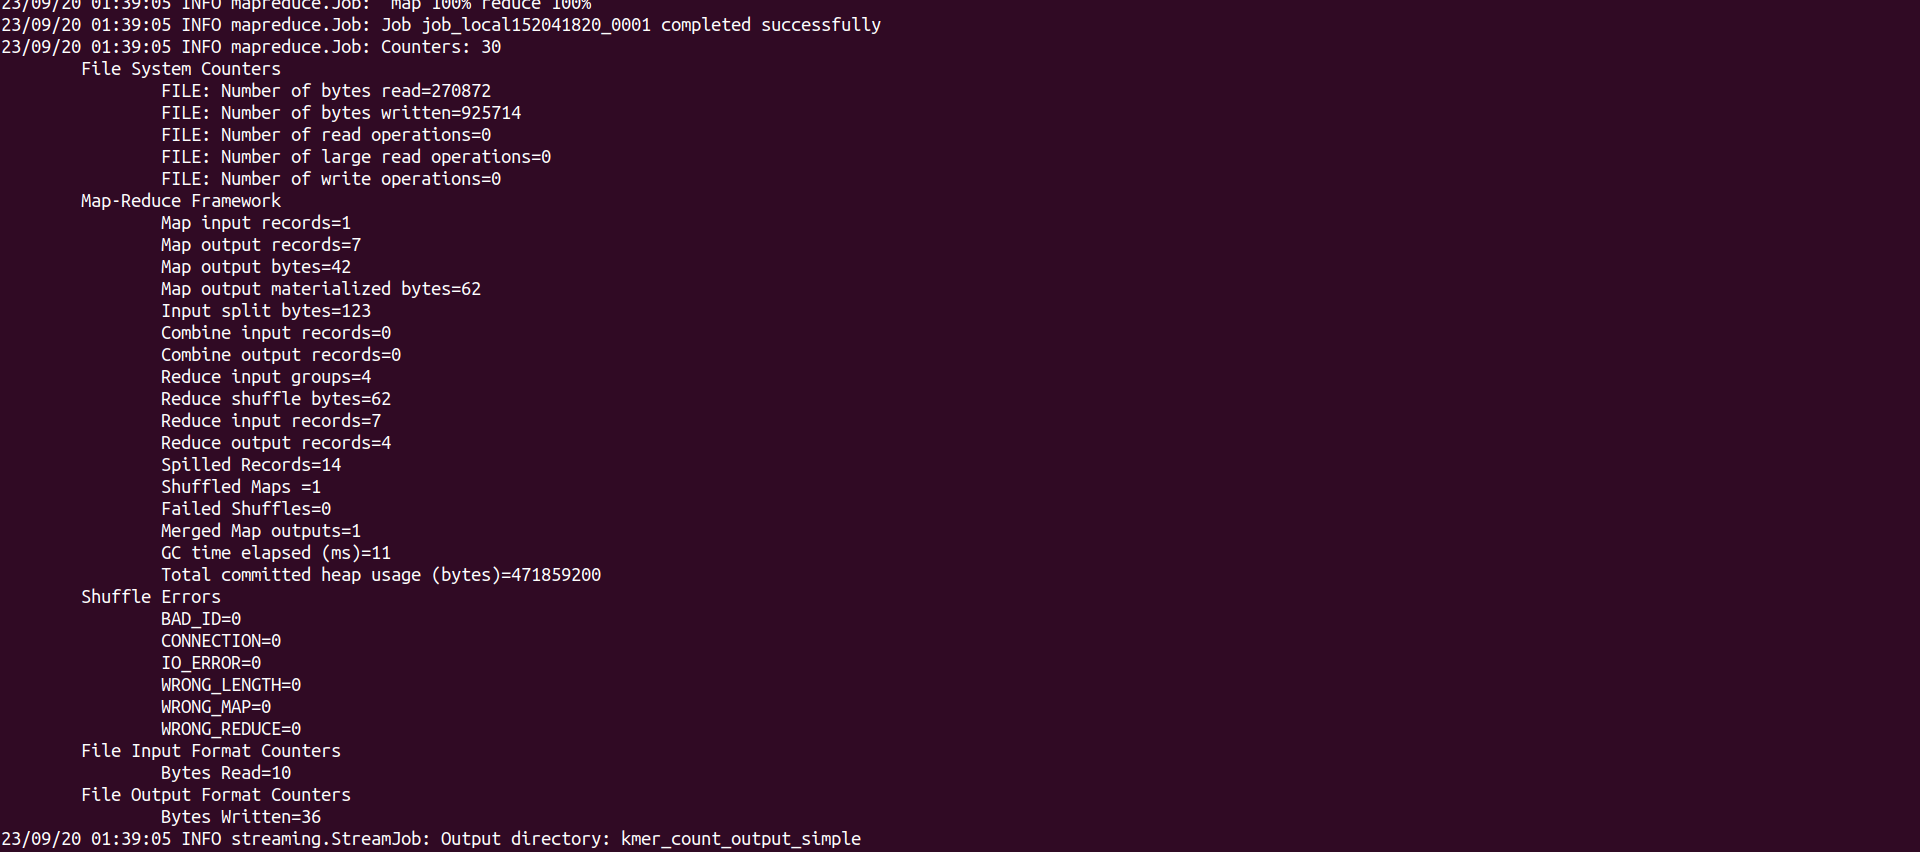 23/09/20 01:39:05 INFO mapreduce.Job:  map 100% reduce 100%
23/09/20 01:39:05 INFO mapreduce.Job: Job job_local152041820_0001 completed successfully
23/09/20 01:39:05 INFO mapreduce.Job: Counters: 30
File System Counters
FILE: Number of bytes read=270872
FILE: Number of bytes written=925714
FILE: Number of read operations=0
FILE: Number of large read operations=0
FILE: Number of write operations=0
Map-Reduce Framework
Map input records=1
Map output records=7
Map output bytes=42
Map output materialized bytes=62
Input split bytes=123
Combine input records=0
Combine output records=0
Reduce input groups=4
Reduce shuffle bytes=62
Reduce input records=7
Reduce output records=4
Spilled Records=14
Shuffled Maps =1
Failed Shuffles=0
Merged Map outputs=1
GC time elapsed (ms)=11
Total committed heap usage (bytes)=471859200
Shuffle Errors
BAD_ID=0
CONNECTION=0
IO_ERROR=0
WRONG_LENGTH=0
WRONG_MAP=0
WRONG_REDUCE=0
File Input Format Counters
Bytes Read=10
File Output Format Counters
Bytes Written=36
23/09/20 01:39:05 INFO streaming.StreamJob: Output directory: kmer_count_output_simple